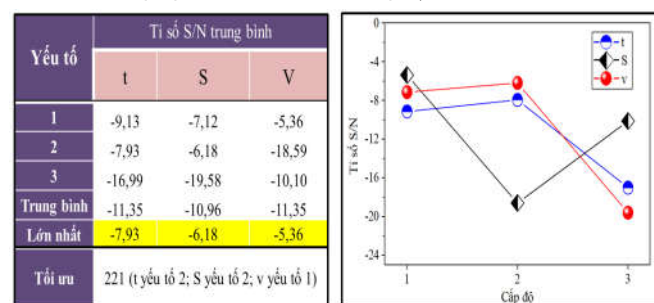 Yếu tố
Tỉ số S/N trung bình
t S V
1 -9,13 -7,12 -5,36
2 -7,93 -6,18 -18,59
3 -16,99 -19,58 -10,10
Trung bình -11,35 -10,96 -11,35
Lớn nhất -7,93 -6,18 -5,36
Tối ưu 221 (t yếu tố 2; S yếu tố 2; v yếu tố 1)
Tỉ số S/N
0
-4
-8
-12
-16
-20
-24
1 2 3
Cấp độ
t
S
v